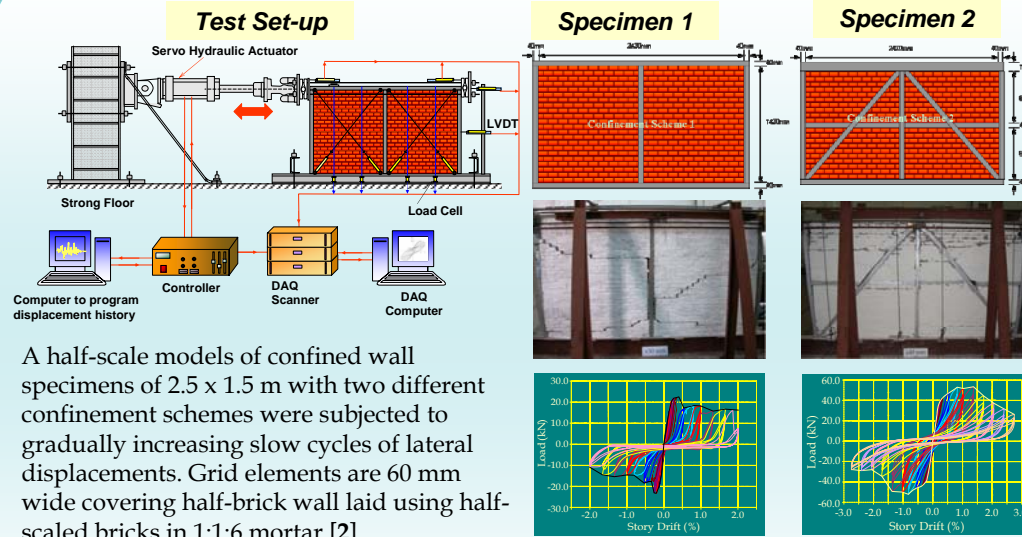 Test Set-up
Specimen 1
Specimen 2
Servo Hydraulic Actuator
LVDT
Strong Floor
Load Cell
Computer to program
displacement history
Controller
DAQ
Scanner
DAQ
Computer
40mm
2420mm
40mm
1420mm
Confinement Scheme 1
40mm
2420mm
40mm
Confinement Scheme 2
A half-scale models of confined wall
specimens of 2.5 x 1.5 m with two different
confinement schemes were subjected to
gradually increasing slow cycles of lateral
displacements. Grid elements are 60 mm
wide covering half-brick wall laid using half-
scaled bricks in 1:1:6 mortar [2]
30.0
20.0
10.0
0.0
-10.0
-20.0
-30.0
Load (kN)
-2.0 -1.0 0.0 1.0 2.0
Story Drift (%)
60.0
40.0
20.0
0.0
-20.0
-40.0
-60.0
Load (kN)
-3.0 -2.0 -1.0 0.0 1.0 2.0 3.
Story Drift (%)